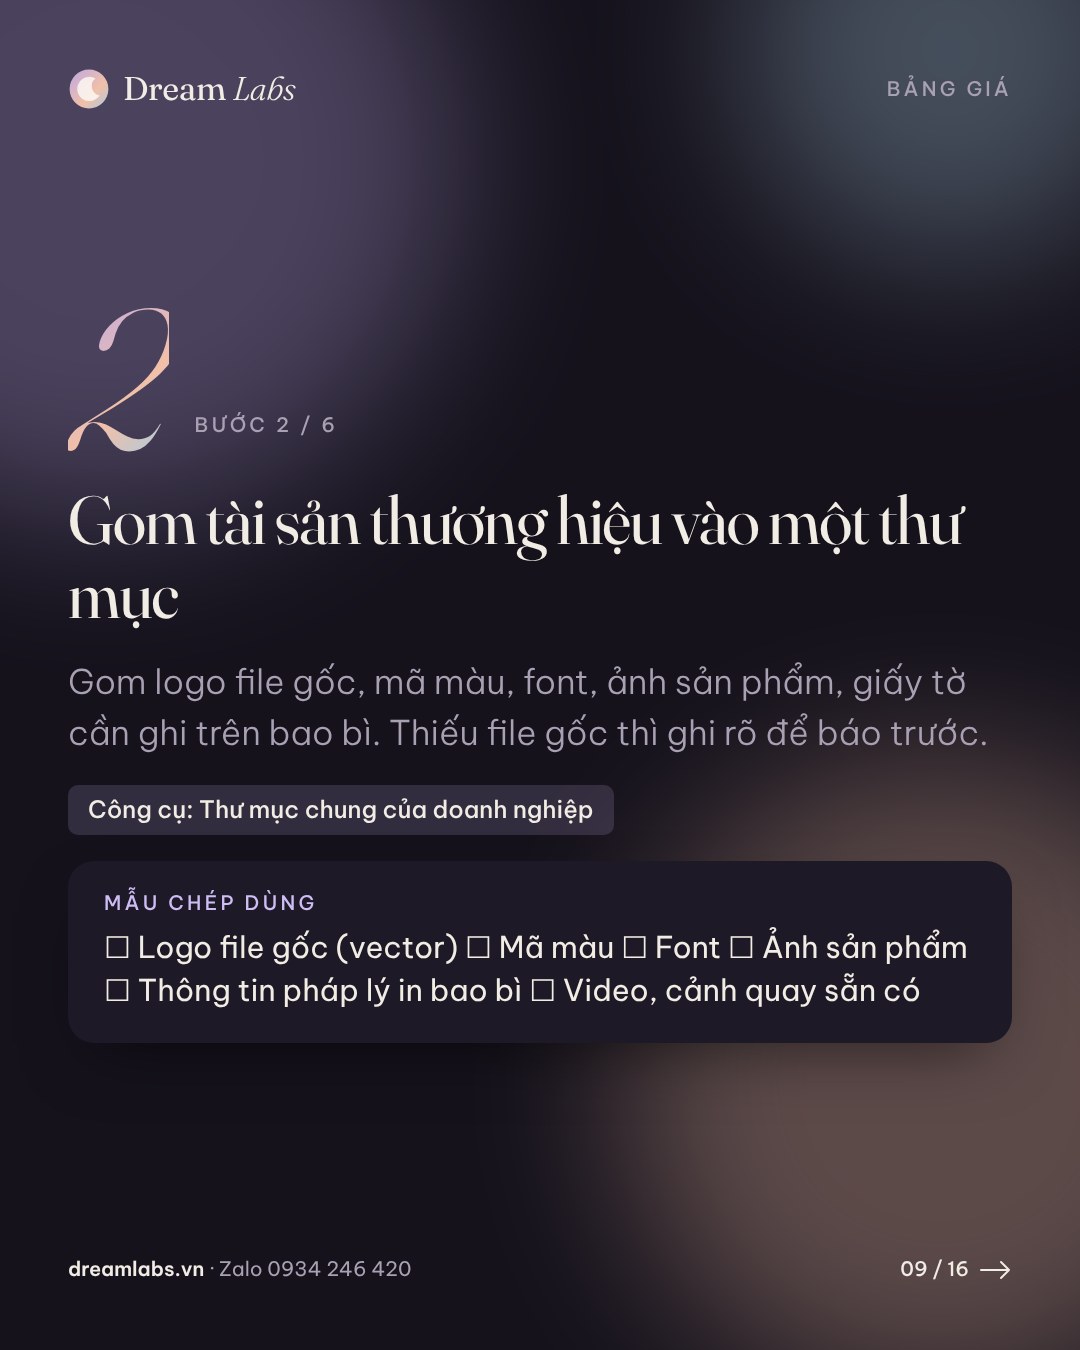 Dream Labs
BẢNG GIÁ
2
BƯỚC 2 / 6
Gom tài sản thương hiệu vào một thư
mục
Gom logo file gốc, mã màu, font, ảnh sản phẩm, giấy tờ
cần ghi trên bao bì. Thiếu file gốc thì ghi rõ để báo trước.
Công cụ: Thư mục chung của doanh nghiệp
MẪU CHÉP DÙNG
☐ Logo file gốc (vector) ☐ Mã màu ☐ Font ☐ Ảnh sản phẩm
☐ Thông tin pháp lý in bao bì ☐ Video, cảnh quay sẵn có
dreamlabs.vn · Zalo 0934 246 420
09 / 16 →